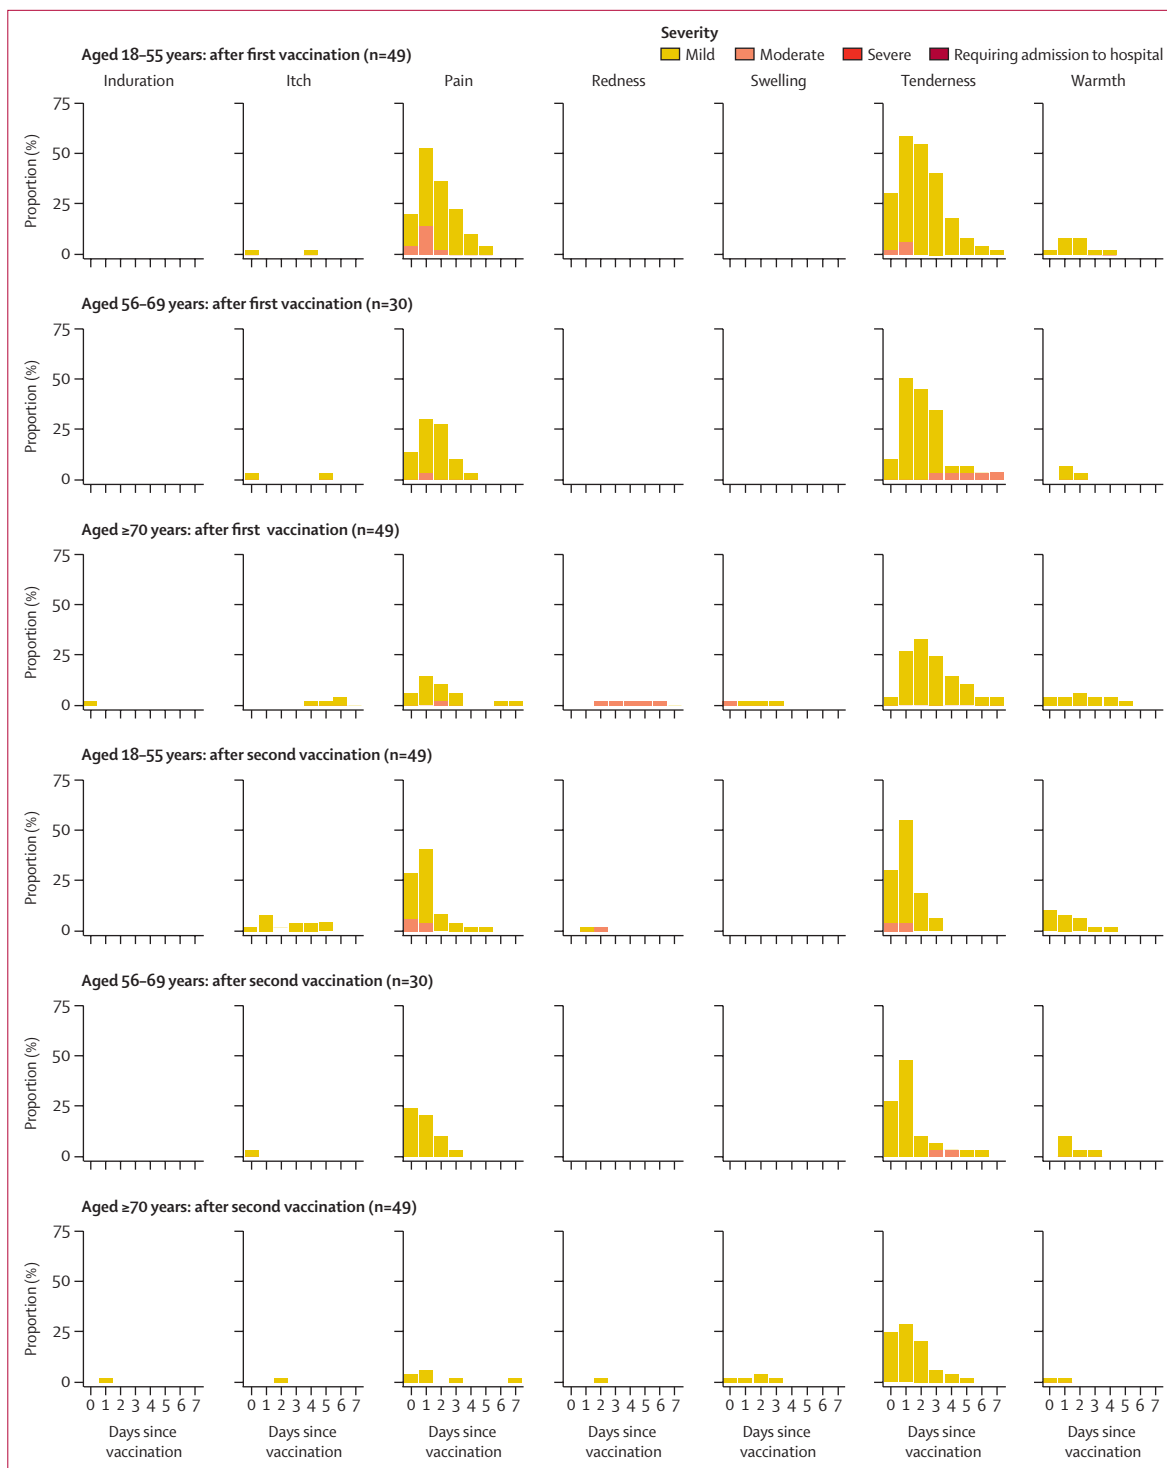 Severity
Aged 18–55 years: after first vaccination (n=49)
Mild Moderate Severe Requiring admission to hospital
Induration Itch Pain Redness Swelling Tenderness Warmth
75
50
25
0
Proportion (%)
Aged 56–69 years: after first vaccination (n=30)
75
50
25
0
Proportion (%)
Aged ≥70 years: after first vaccination (n=49)
75
50
25
0
Proportion (%)
Aged 18–55 years: after second vaccination (n=49)
75
50
25
0
Proportion (%)
Aged 56–69 years: after second vaccination (n=30)
75
50
25
0
Proportion (%)
Aged ≥70 years: after second vaccination (n=49)
75
50
25
0
Proportion (%)
0 1 2 3 4 5 6 7 0 1 2 3 4 5 6 7 0 1 2 3 4 5 6 7 0 1 2 3 4 5 6 7 0 1 2 3 4 5 6 7 0 1 2 3 4 5 6 7 0 1 2 3 4 5 6 7
Days since Days since Days since Days since Days since Days since Days since
vaccination vaccination vaccination vaccination vaccination vaccination vaccination